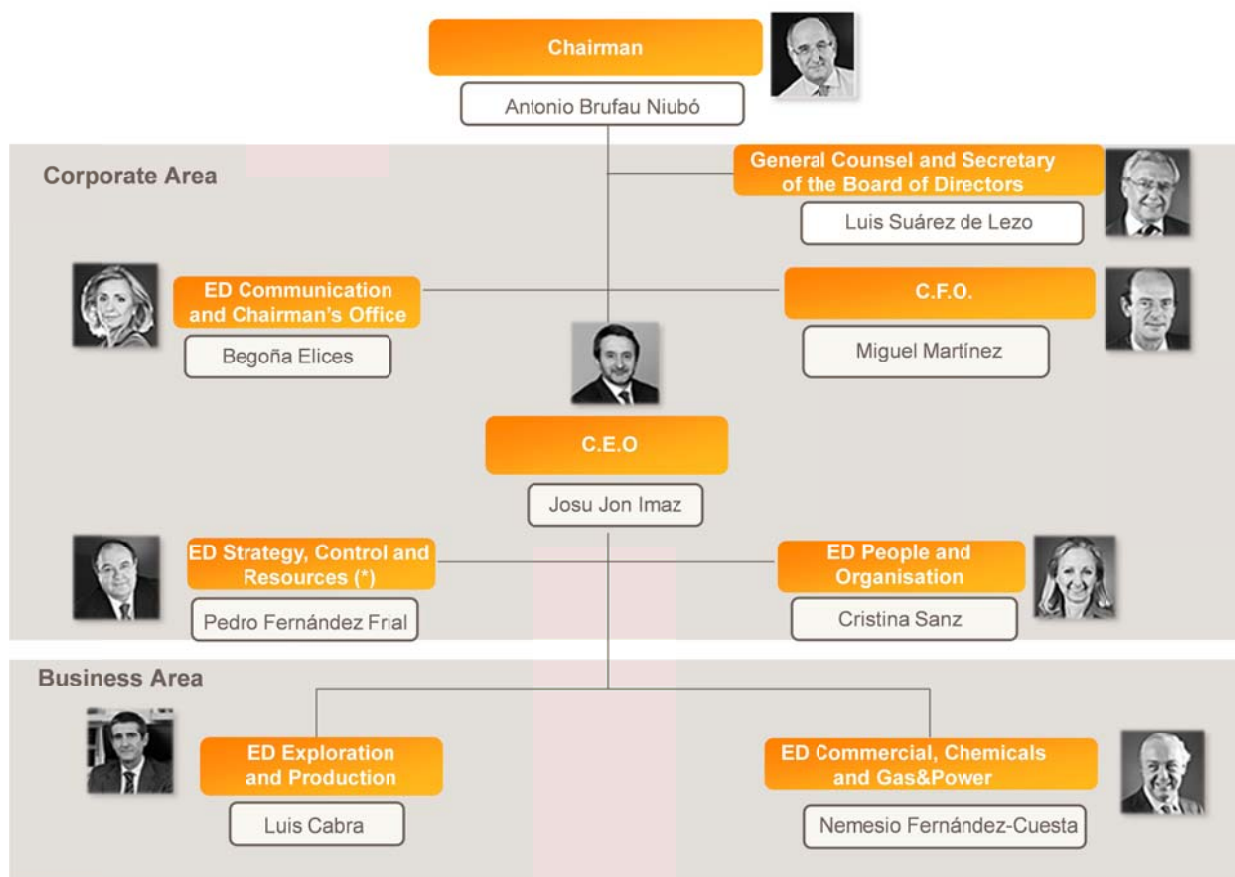 Chairman
Antonio Brufau Niubó
Corporate Area
General Counsel and Secretary
of the Board of Directors
Luis Suárez de Lezo
ED Communication
and Chairman's Office
Begoña Elices
C.F.O.
Miguel Martínez
C.E.O
Josu Jon Imaz
ED Strategy, Control and
Resources (*)
Pedro Fernández Frial
ED People and
Organisation
Cristina Sanz
Business Area
ED Exploration
and Production
Luis Cabra
ED Commercial, Chemicals
and Gas&Power
Nemesio Fernández-Cuesta